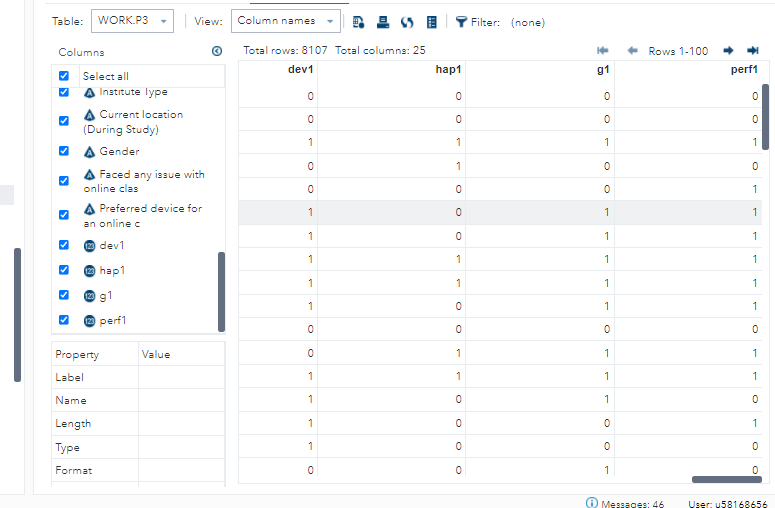 Table: WORK.P3 View: Column names Filter: (none)
Columns
Total rows: 8107 Total columns: 25 Rows 1-100
Select all
Institute Type
Current location
(During Study)
Gender
Faced any issue with
online clas
Preferred device for
an online c
dev1
hap1
g1
perf1
Property Value
Label
Name
Length
Type
Format
dev1 hap1 g1 perf1
0 0 0 0
0 0 0 0
1 1 1 1
0 1 0 0
0 0 0 1
1 0 1 1
1 0 1 1
1 1 1 1
1 1 1 1
1 0 1 1
0 0 0 0
0 1 1 1
1 1 1 1
1 0 1 0
1 0 0 1
1 0 0 0
0 0 1 0
Messages: 46 User: u58168656